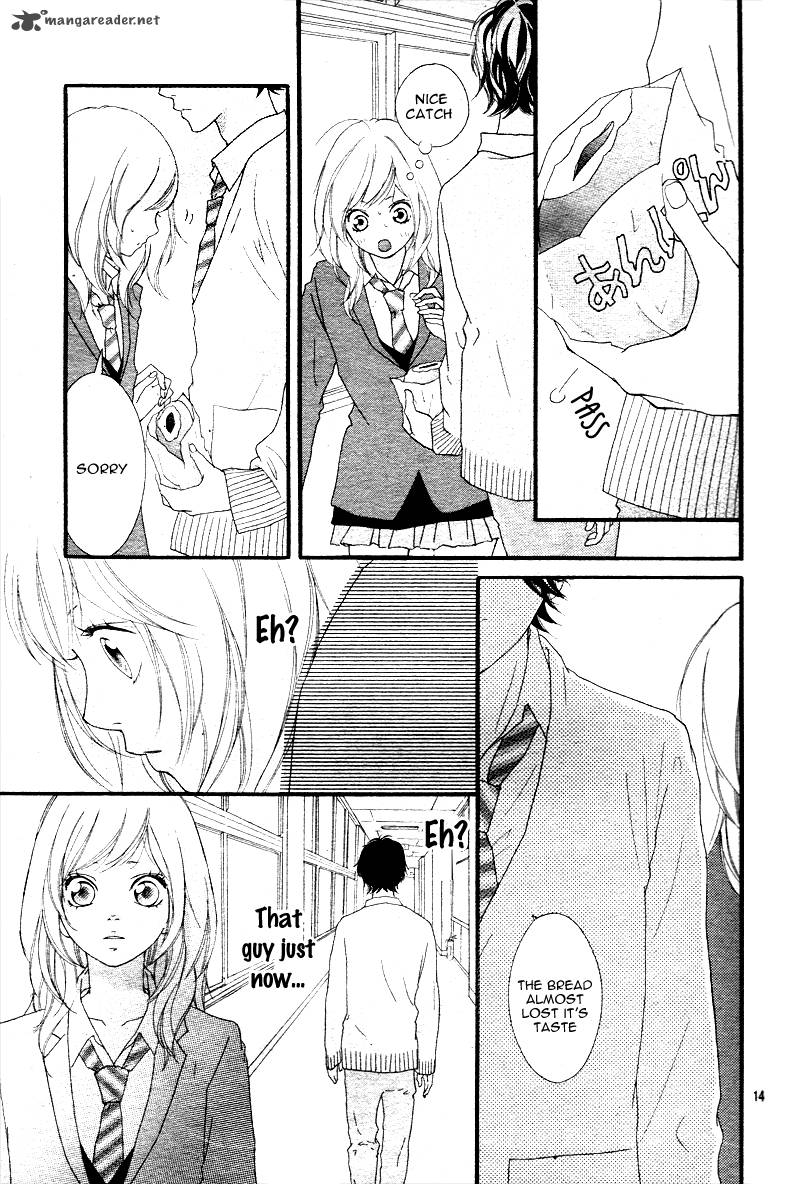 mangareader.net
あんぱん
PASS
NICE
CATCH
SORRY
THE BREAD
ALMOST
LOST IT'S
TASTE
Eh?
Eh?
That
guy just
now...
14